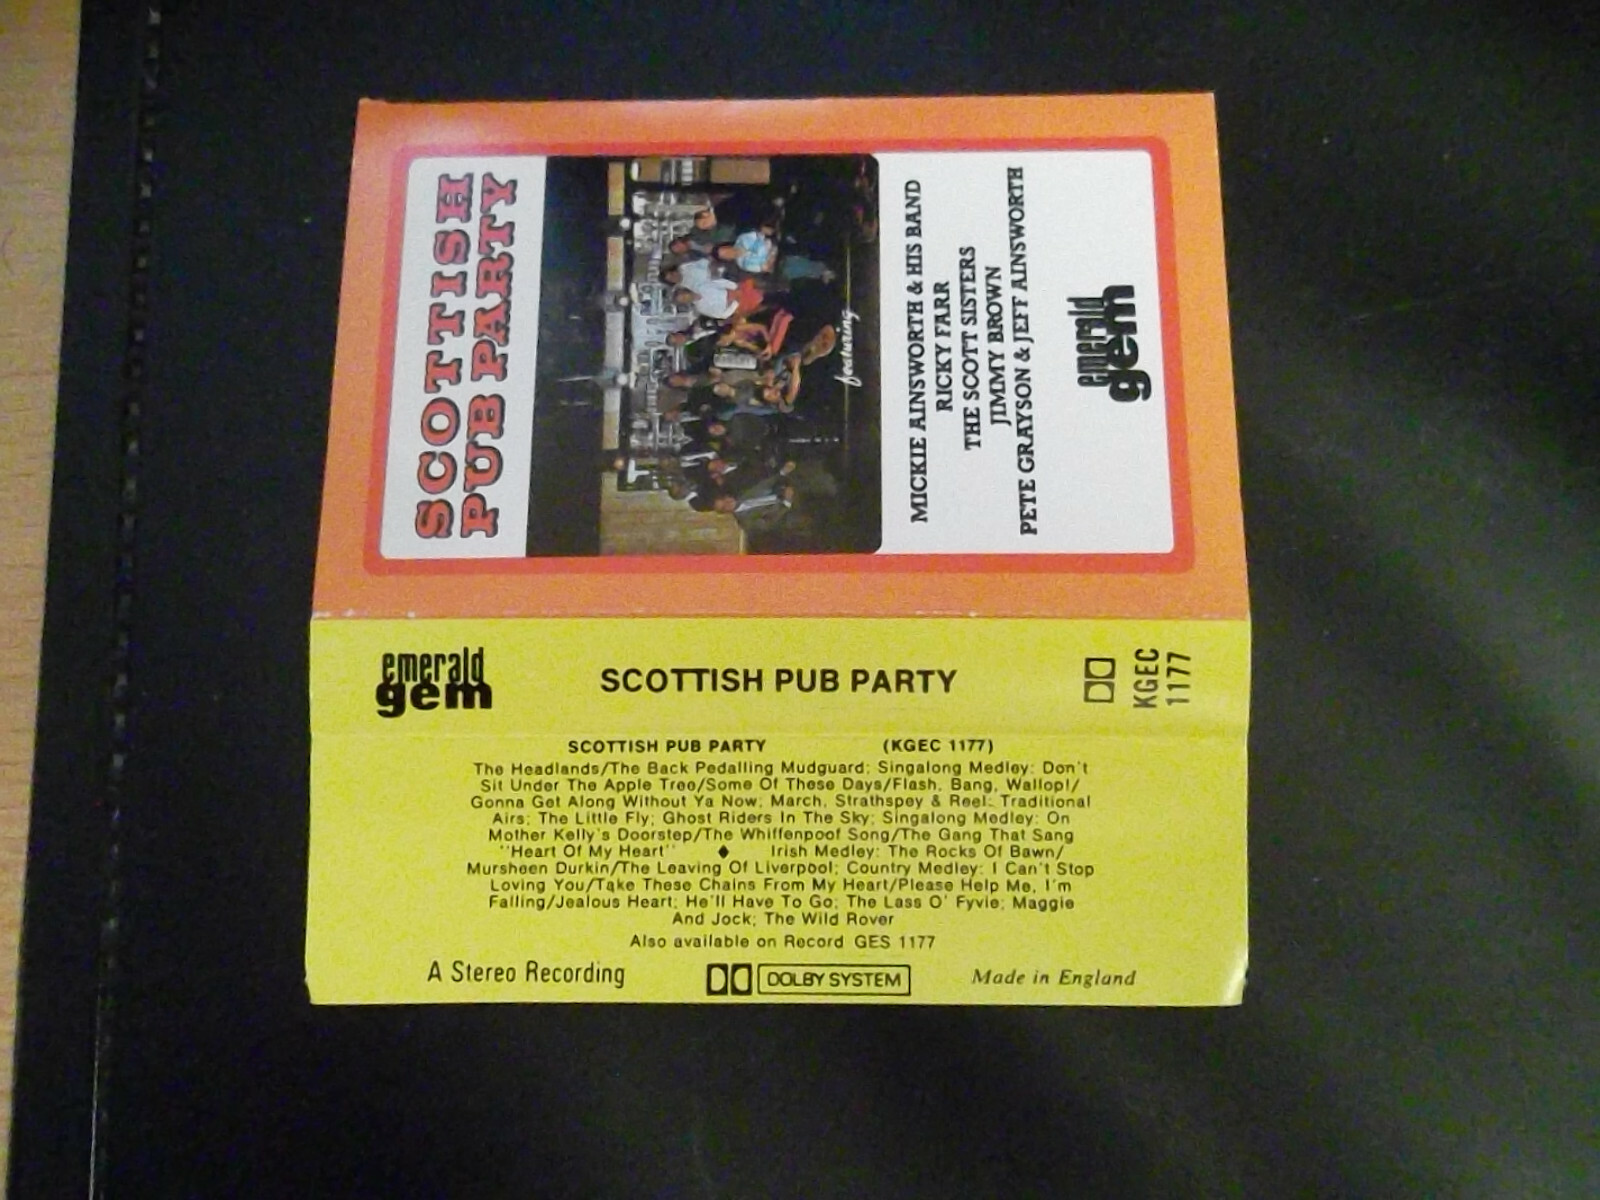 SCOTTISH
PUB PARTY
featuring
MICKIE AINSWORTH & HIS BAND
RICKY FARR
THE SCOTT SISTERS
JIMMY BROWN
PETE GRAYSON & JEFF AINSWORTH
emerald
gem
emerald
gem
SCOTTISH PUB PARTY
KGEC
1177
SCOTTISH PUB PARTY (KGEC 1177)
The Headlands/The Back Pedalling Mudguard; Singalong Medley: Don't
Sit Under The Apple Tree/Some Of These Days/Flash, Bang, Wallop!/
Gonna Get Along Without Ya Now; March, Strathspey & Reel: Traditional
Airs; The Little Fly; Ghost Riders In The Sky; Singalong Medley: On
Mother Kelly's Doorstep/The Whiffenpoof Song/The Gang That Sang
"Heart Of My Heart" ♦ Irish Medley: The Rocks Of Bawn/
Mursheen Durkin/The Leaving Of Liverpool; Country Medley: I Can't Stop
Loving You/Take These Chains From My Heart/Please Help Me, I'm
Falling/Jealous Heart; He'll Have To Go; The Lass O' Fyvie; Maggie
And Jock; The Wild Rover
Also available on Record GES 1177
A Stereo Recording DOLBY SYSTEM Made in England